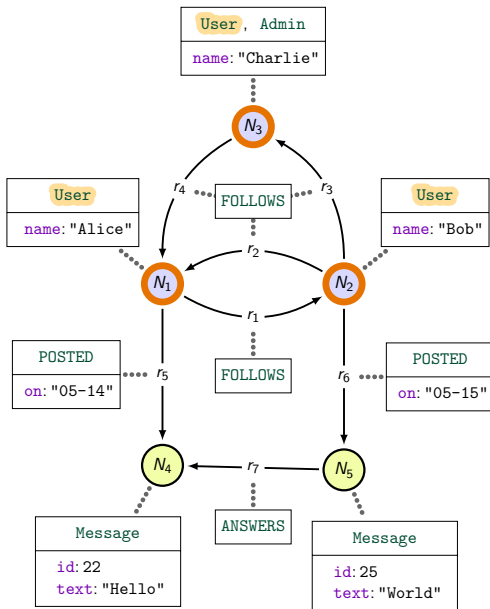 User, Admin
name: "Charlie"
N3
r4
r3
FOLLOWS
User
name: "Alice"
User
name: "Bob"
r2
N1
N2
r1
POSTED
on: "05-14"
r5
FOLLOWS
r6
POSTED
on: "05-15"
N4
r7
N5
ANSWERS
Message
id: 22
text: "Hello"
Message
id: 25
text: "World"